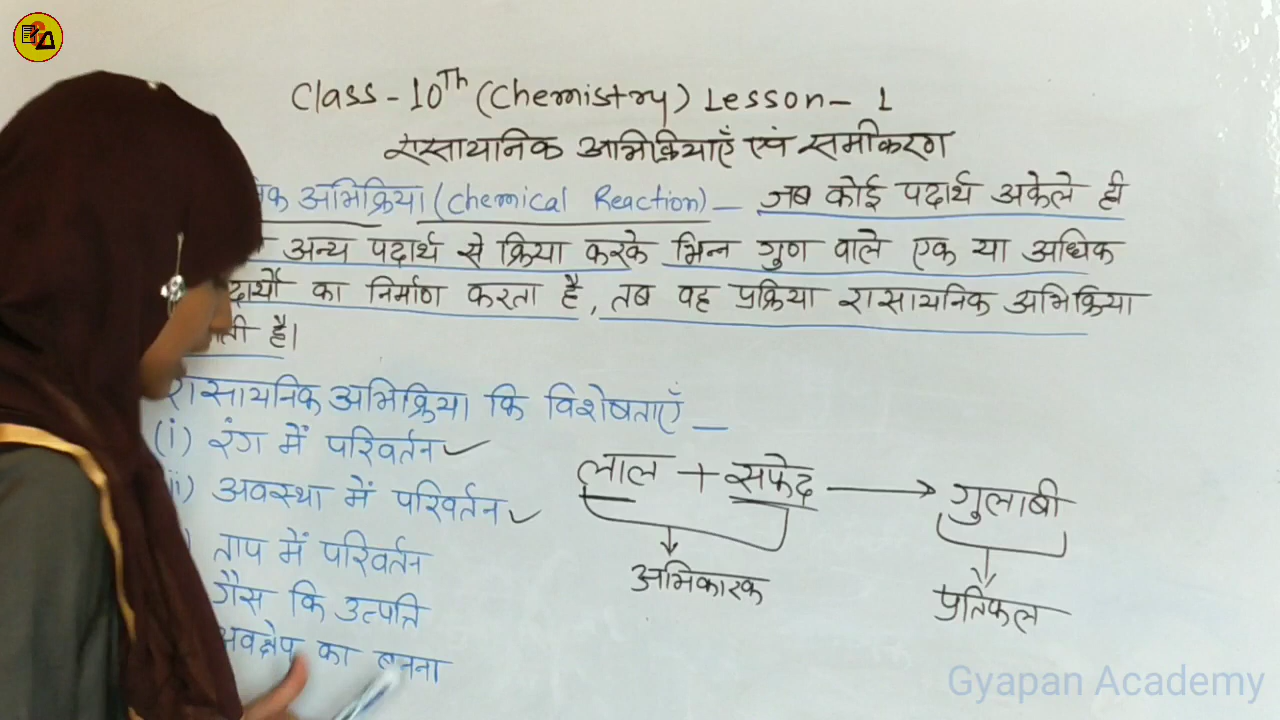 Class - 10Th (Chemistry) Lesson - 1
रासायनिक अभिक्रियाएँ एवं समीकरण
निक अभिक्रिया (Chemical Reaction) – जब कोई पदार्थ अकेले ही
अन्य पदार्थ से क्रिया करके भिन्न गुण वाले एक या अधिक
दार्थो का निर्माण करता है, तब वह प्रक्रिया रासायनिक अभिक्रिया
है।
रासायनिक अभिक्रिया कि विशेषताएँ –
(i) रंग में परिवर्तन ✓
ii) अवस्था में परिवर्तन ✓
) ताप में परिवर्तन
गैस कि उत्पत्ति
अवक्षेप का बनना
लाल + सफेद → गुलाबी
अभिकारक
प्रतिफल
Gyapan Academy